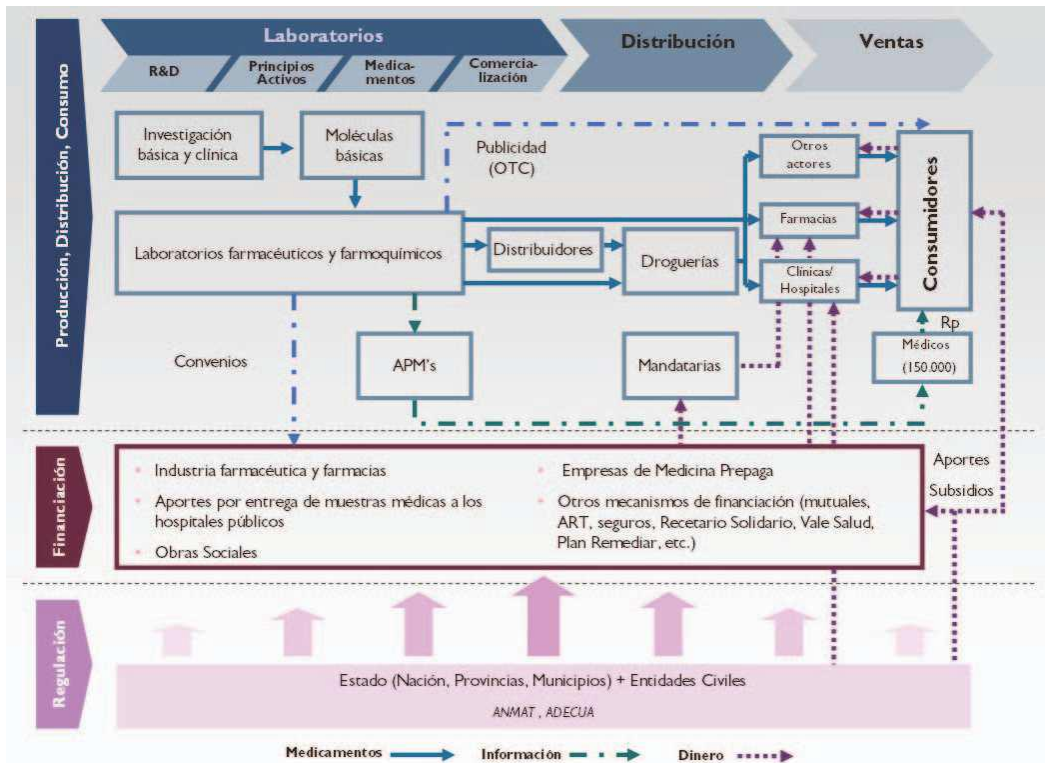 Producción, Distribución, Consumo
Laboratorios
Distribución
Ventas
R&D
Principios
Activos
Medica-
mentos
Comercia-
lización
Investigación
básica y clínica
Moléculas
básicas
Publicidad
(OTC)
Otros
actores
Consumidores
Laboratorios farmacéuticos y farmoquímicos
Distribuidores
Droguerías
Farmacias
Clínicas/
Hospitales
Rp
Convenios
APM's
Mandatarias
Médicos
(150.000)
Financiación
• Industria farmacéutica y farmacias
• Aportes por entrega de muestras médicas a los
hospitales públicos
• Obras Sociales
• Empresas de Medicina Prepaga
• Otros mecanismos de financiación (mutuales,
ART, seguros, Recetario Solidario, Vale Salud,
Plan Remediar, etc.)
Aportes
Subsidios
Regulación
Estado (Nación, Provincias, Municipios) + Entidades Civiles
ANMAT , ADECUA
Medicamentos
Información
Dinero